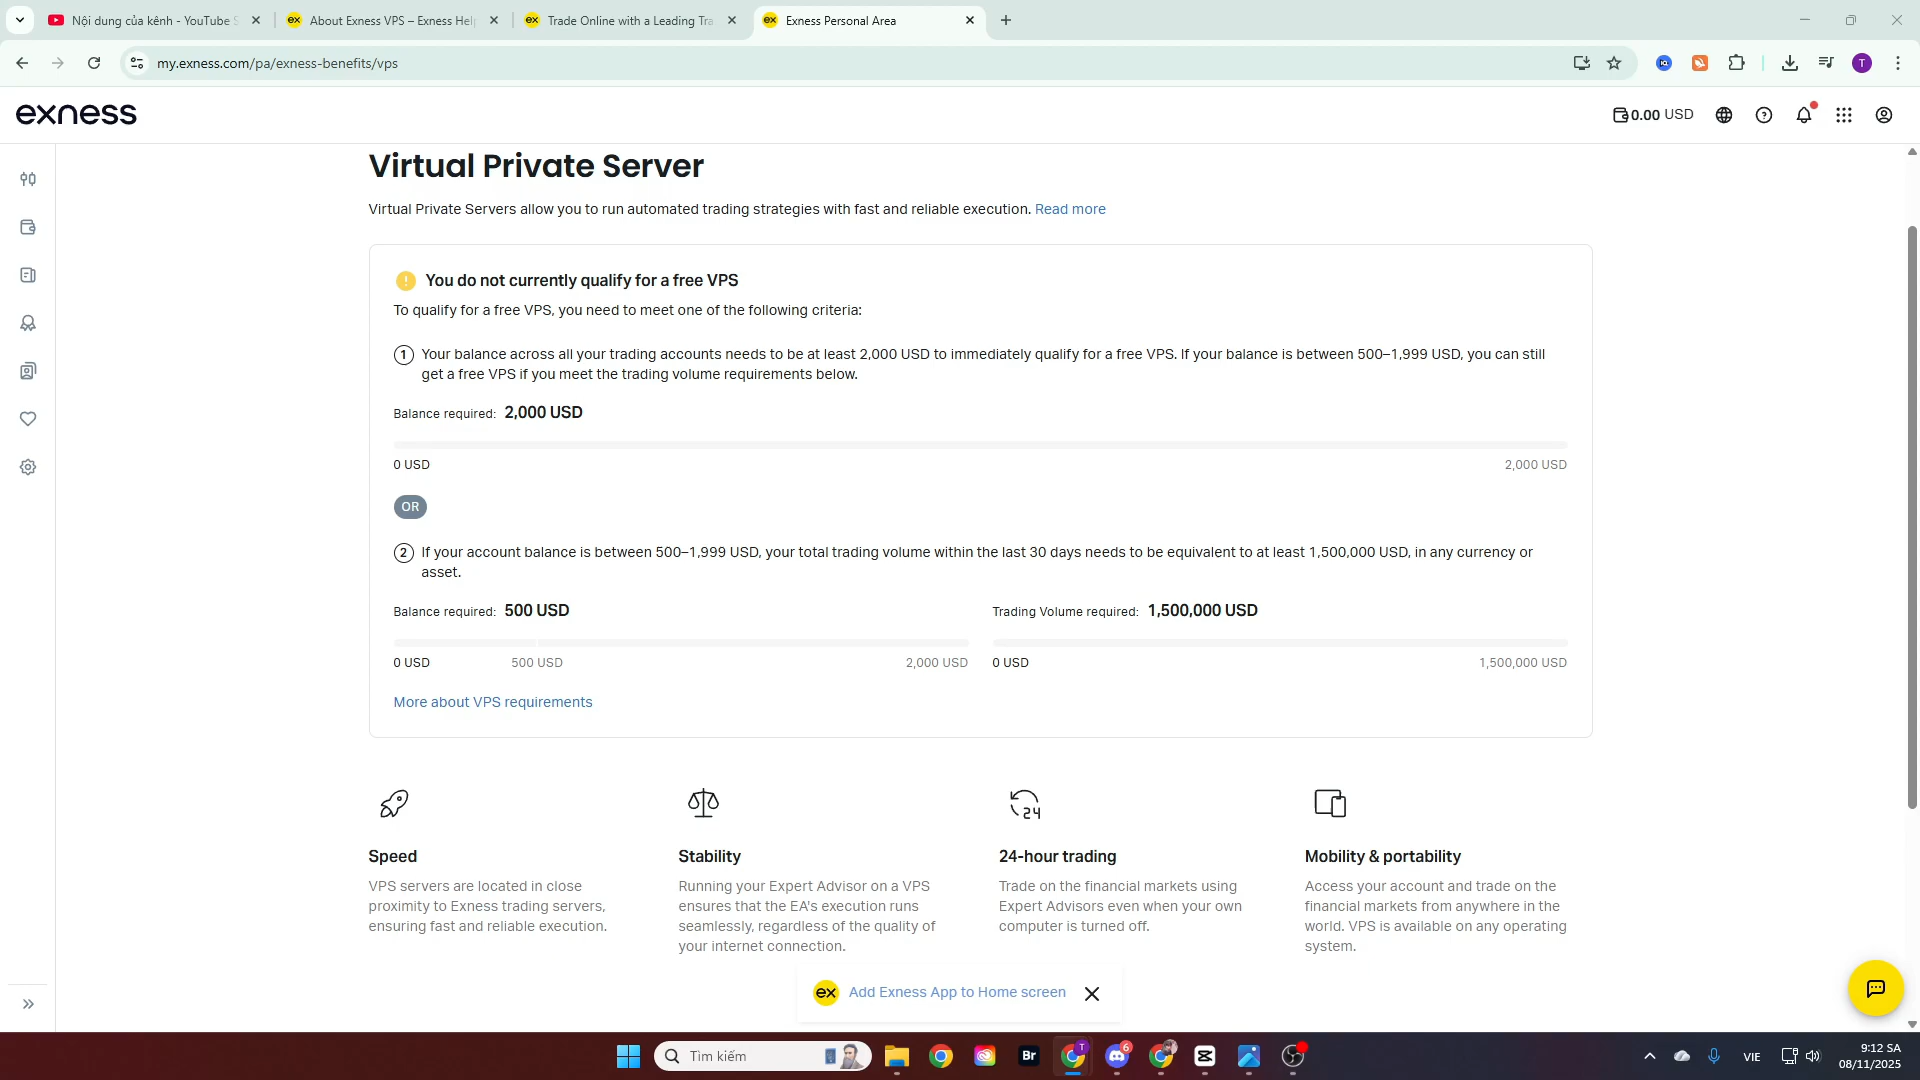 Nội dung của kênh - YouTube S
About Exness VPS – Exness Hel
Trade Online with a Leading Tra
Exness Personal Area
my.exness.com/pa/exness-benefits/vps
T
exness
0.00 USD
Virtual Private Server
Virtual Private Servers allow you to run automated trading strategies with fast and reliable execution. Read more
You do not currently qualify for a free VPS
To qualify for a free VPS, you need to meet one of the following criteria:
1 Your balance across all your trading accounts needs to be at least 2,000 USD to immediately qualify for a free VPS. If your balance is between 500–1,999 USD, you can still
get a free VPS if you meet the trading volume requirements below.
Balance required: 2,000 USD
0 USD 2,000 USD
OR
2 If your account balance is between 500–1,999 USD, your total trading volume within the last 30 days needs to be equivalent to at least 1,500,000 USD, in any currency or
asset.
Balance required: 500 USD Trading Volume required: 1,500,000 USD
0 USD 500 USD 2,000 USD 0 USD 1,500,000 USD
More about VPS requirements
24
Speed
VPS servers are located in close
proximity to Exness trading servers,
ensuring fast and reliable execution.
Stability
Running your Expert Advisor on a VPS
ensures that the EA's execution runs
seamlessly, regardless of the quality of
your internet connection.
24-hour trading
Trade on the financial markets using
Expert Advisors even when your own
computer is turned off.
Mobility & portability
Access your account and trade on the
financial markets from anywhere in the
world. VPS is available on any operating
system.
ex Add Exness App to Home screen
Tìm kiếm
Br
T
6
VIE
9:12 SA
08/11/2025